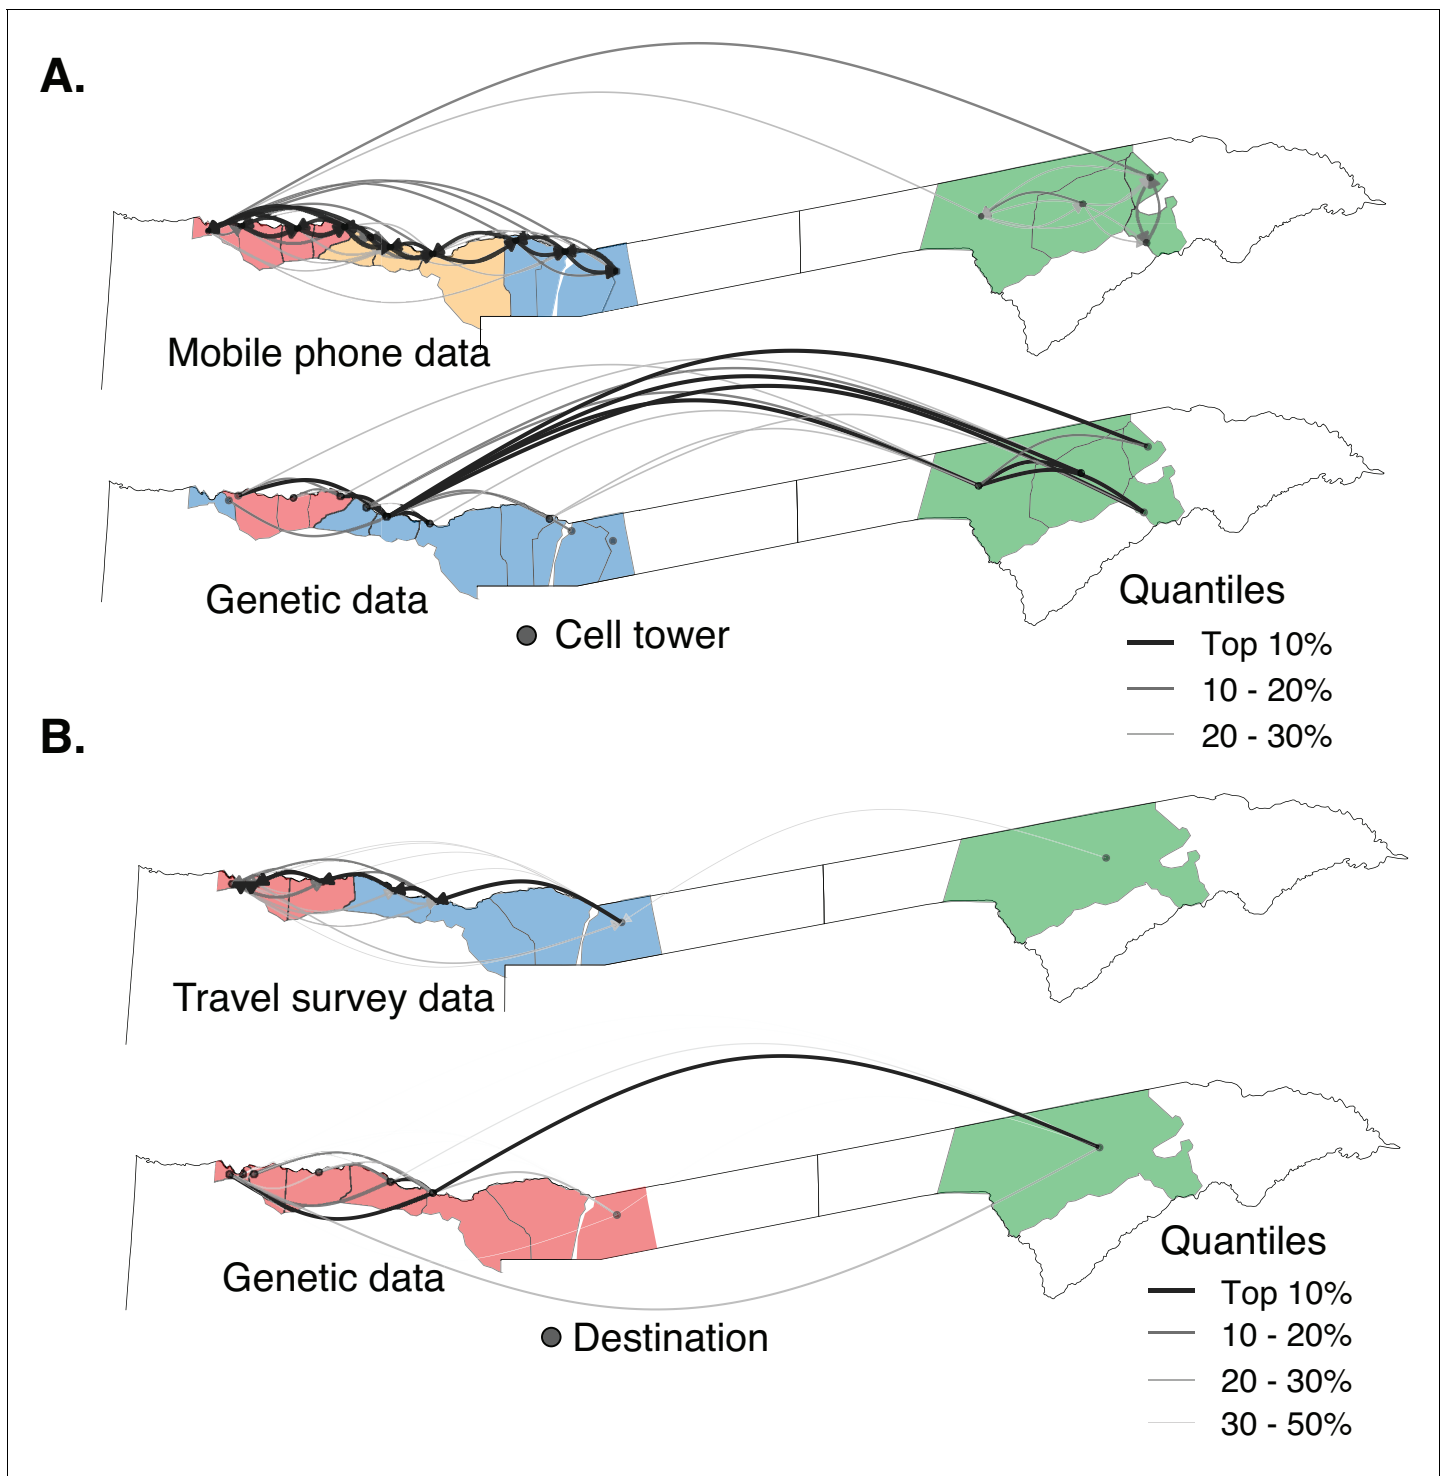 A.
Mobile phone data
Genetic data
Cell tower
Quantiles
Top 10%
10 - 20%
20 - 30%
B.
Travel survey data
Genetic data
Destination
Quantiles
Top 10%
10 - 20%
20 - 30%
30 - 50%